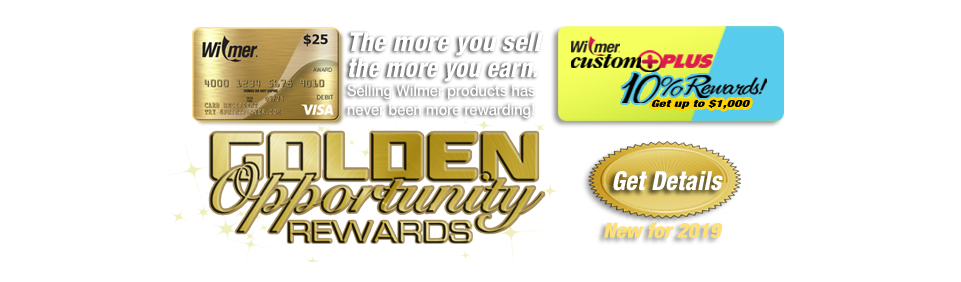 Wilmer
$25
AWARD
4000 1234 5678 9010
DEBIT
VISA
The more you sell
the more you earn.
Selling Wilmer products has
never been more rewarding!
Wilmer
custom+PLUS
10% Rewards!
Get up to $1,000
GOLDEN
Opportunity
REWARDS
Get Details
New for 2019